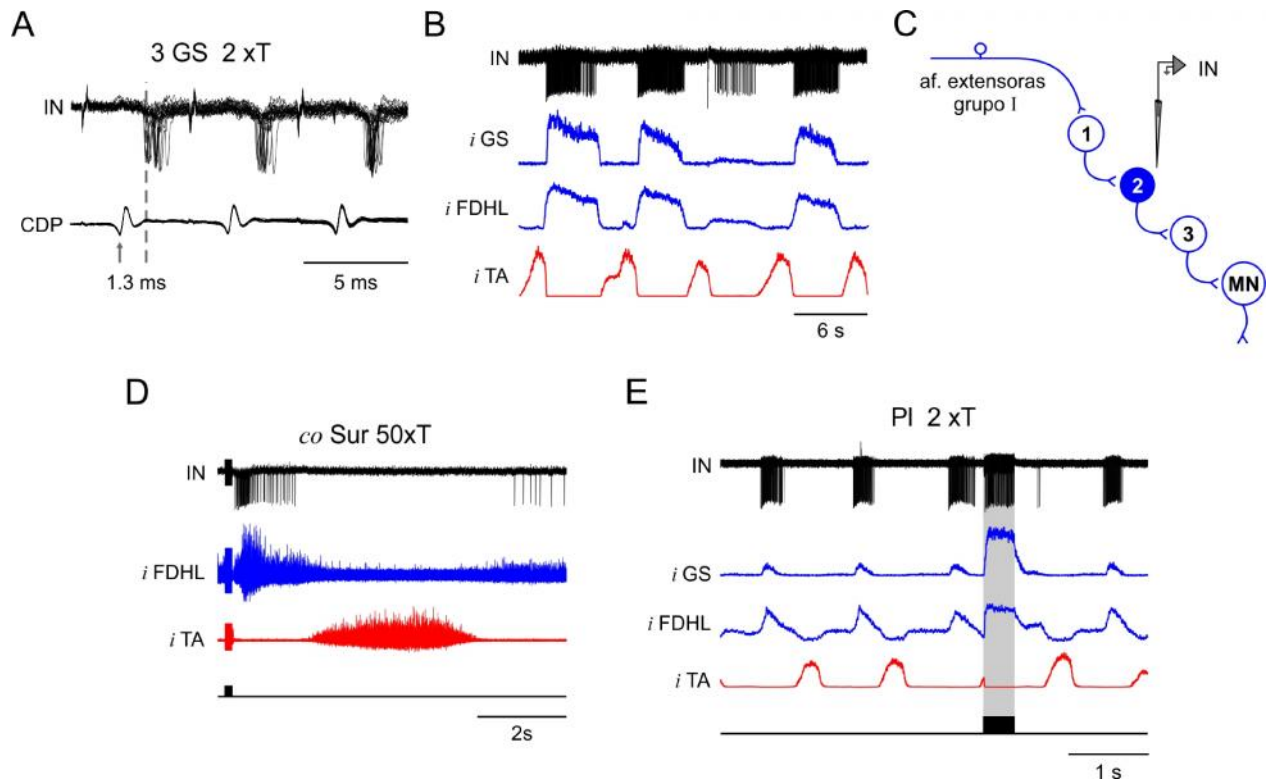 A
3 GS 2 xT
IN
CDP
1.3 ms
5 ms
B
IN
i GS
i FDHL
i TA
6 s
C
af. extensoras
grupo I
IN
1
2
3
MN
D
co Sur 50xT
IN
i FDHL
i TA
2s
E
Pl 2 xT
IN
i GS
i FDHL
i TA
1 s